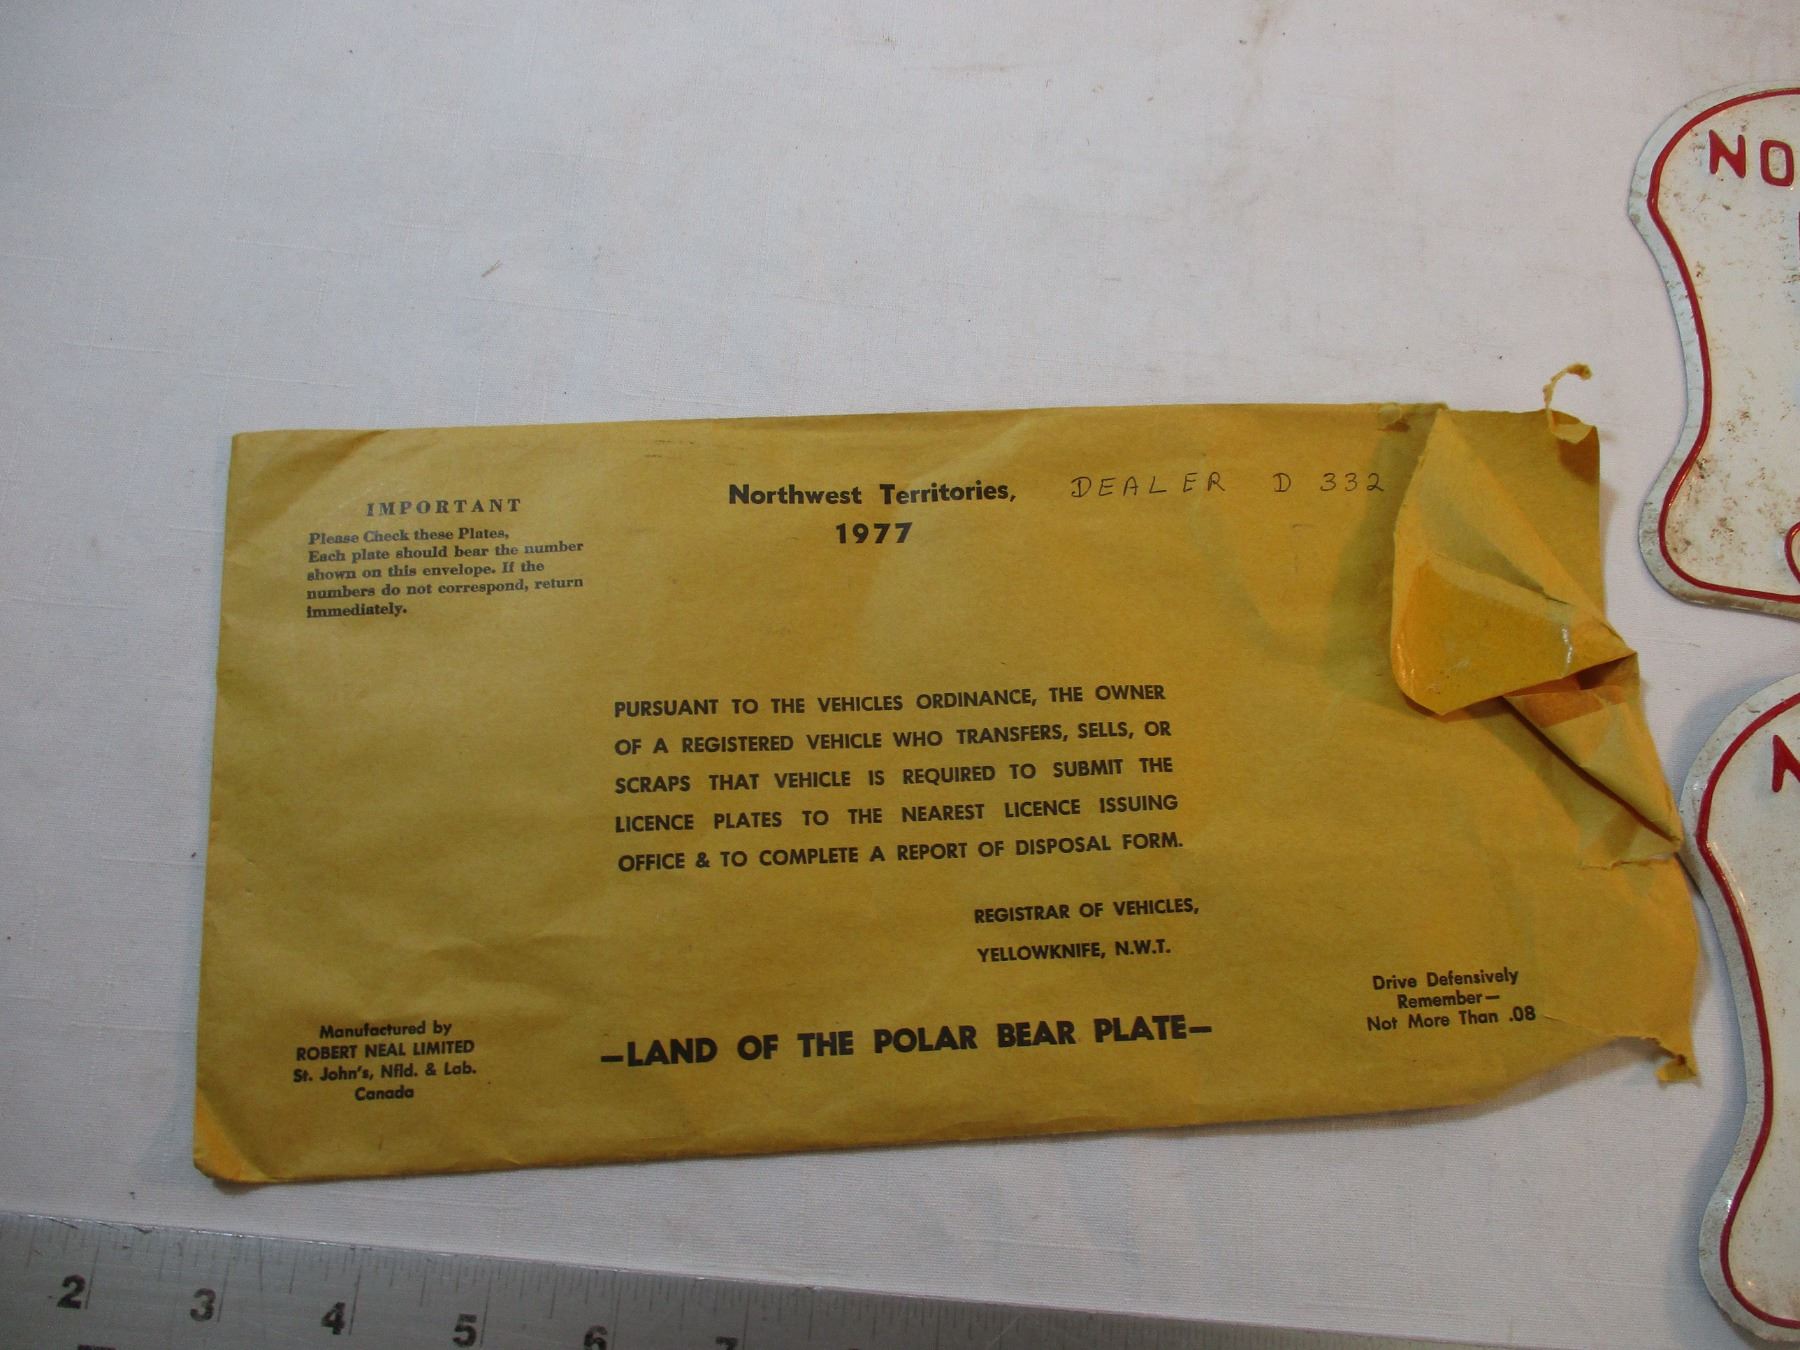 IMPORTANT
Please Check these Plates,
Each plate should bear the number
shown on this envelope. If the
numbers do not correspond, return
immediately.
Northwest Territories, DEALER D 332
1977
PURSUANT TO THE VEHICLES ORDINANCE, THE OWNER
OF A REGISTERED VEHICLE WHO TRANSFERS, SELLS, OR
SCRAPS THAT VEHICLE IS REQUIRED TO SUBMIT THE
LICENCE PLATES TO THE NEAREST LICENCE ISSUING
OFFICE & TO COMPLETE A REPORT OF DISPOSAL FORM.
REGISTRAR OF VEHICLES,
YELLOWKNIFE, N.W.T.
Drive Defensively
Remember—
Not More Than .08
—LAND OF THE POLAR BEAR PLATE—
Manufactured by
ROBERT NEAL LIMITED
St. John's, Nfld. & Lab.
Canada
NO
N
2 3 4 5 6 7